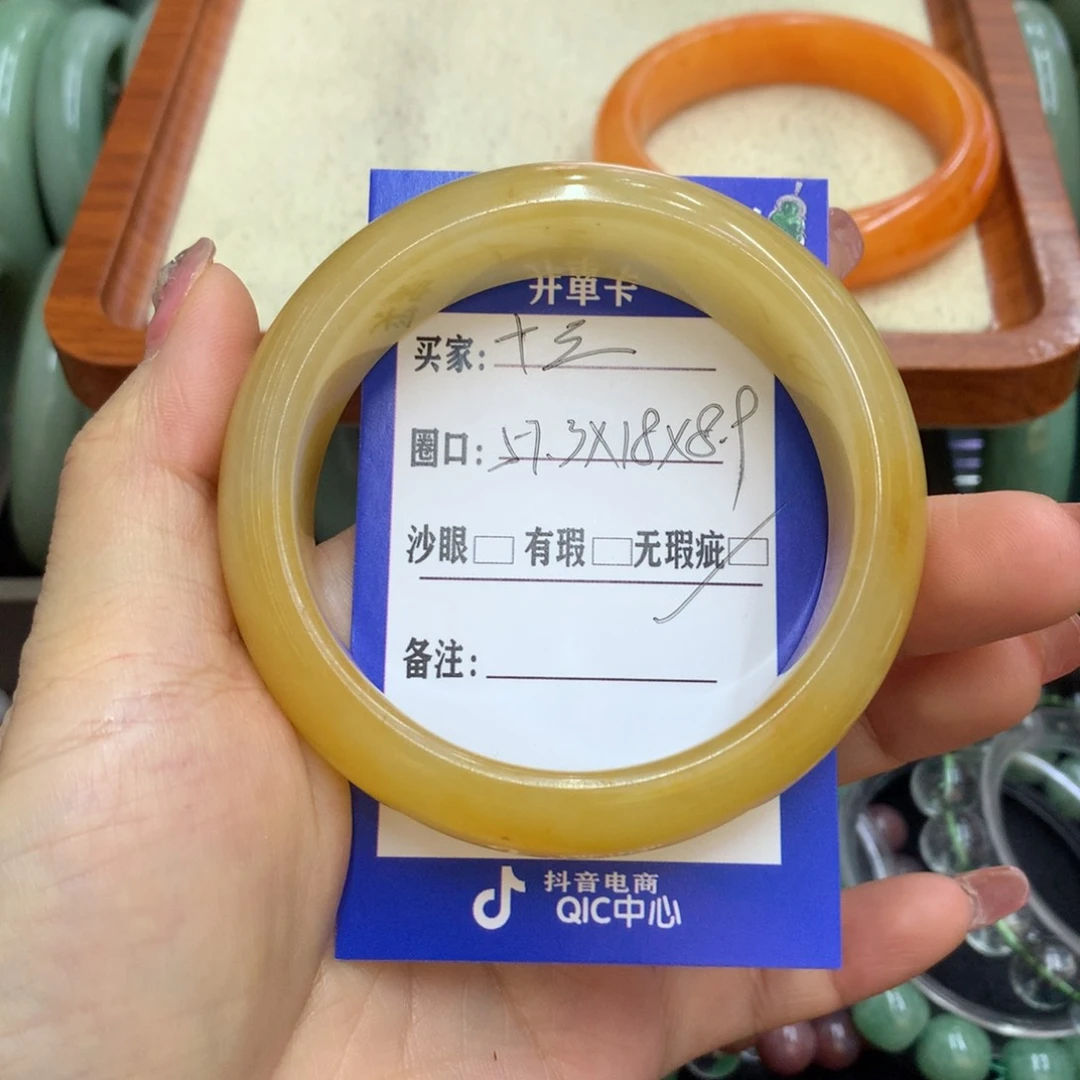 开单卡
买家: 十三
圈口: 57.3X18X8.9
沙眼 有瑕 无瑕疵
备注:
抖音电商
QIC中心